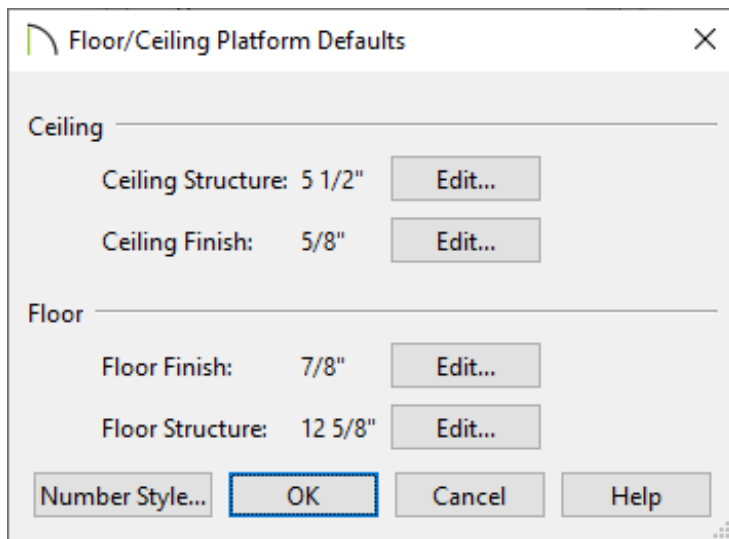 Floor/Ceiling Platform Defaults
Ceiling
Ceiling Structure: 5 1/2" Edit...
Ceiling Finish: 5/8" Edit...
Floor
Floor Finish: 7/8" Edit...
Floor Structure: 12 5/8" Edit...
Number Style... OK Cancel Help